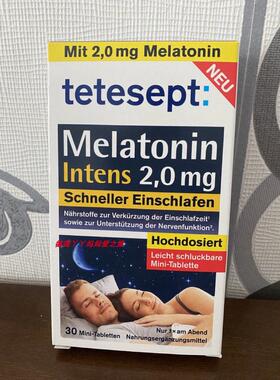 Mit 2,0 mg Melatonin
NEU
tetesept:
Melatonin
Intens 2,0 mg
Schneller Einschlafen
Nährstoffe zur Verkürzung der Einschlafzeit¹
sowie zur Unterstützung der Nervenfunktion².
Hochdosiert
Leicht schluckbare
Mini-Tablette
30 Mini-Tabletten
Nur 1x am Abend
Nahrungsergänzungsmittel